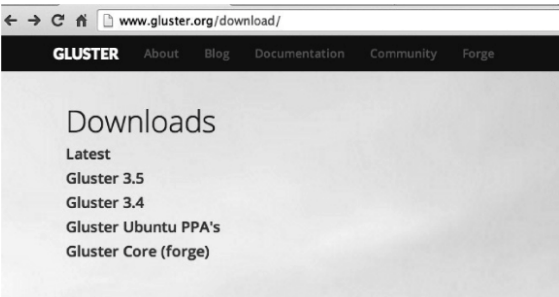 www.gluster.org/download/
GLUSTER About Blog Documentation Community Forge
Downloads
Latest
Gluster 3.5
Gluster 3.4
Gluster Ubuntu PPA's
Gluster Core (forge)